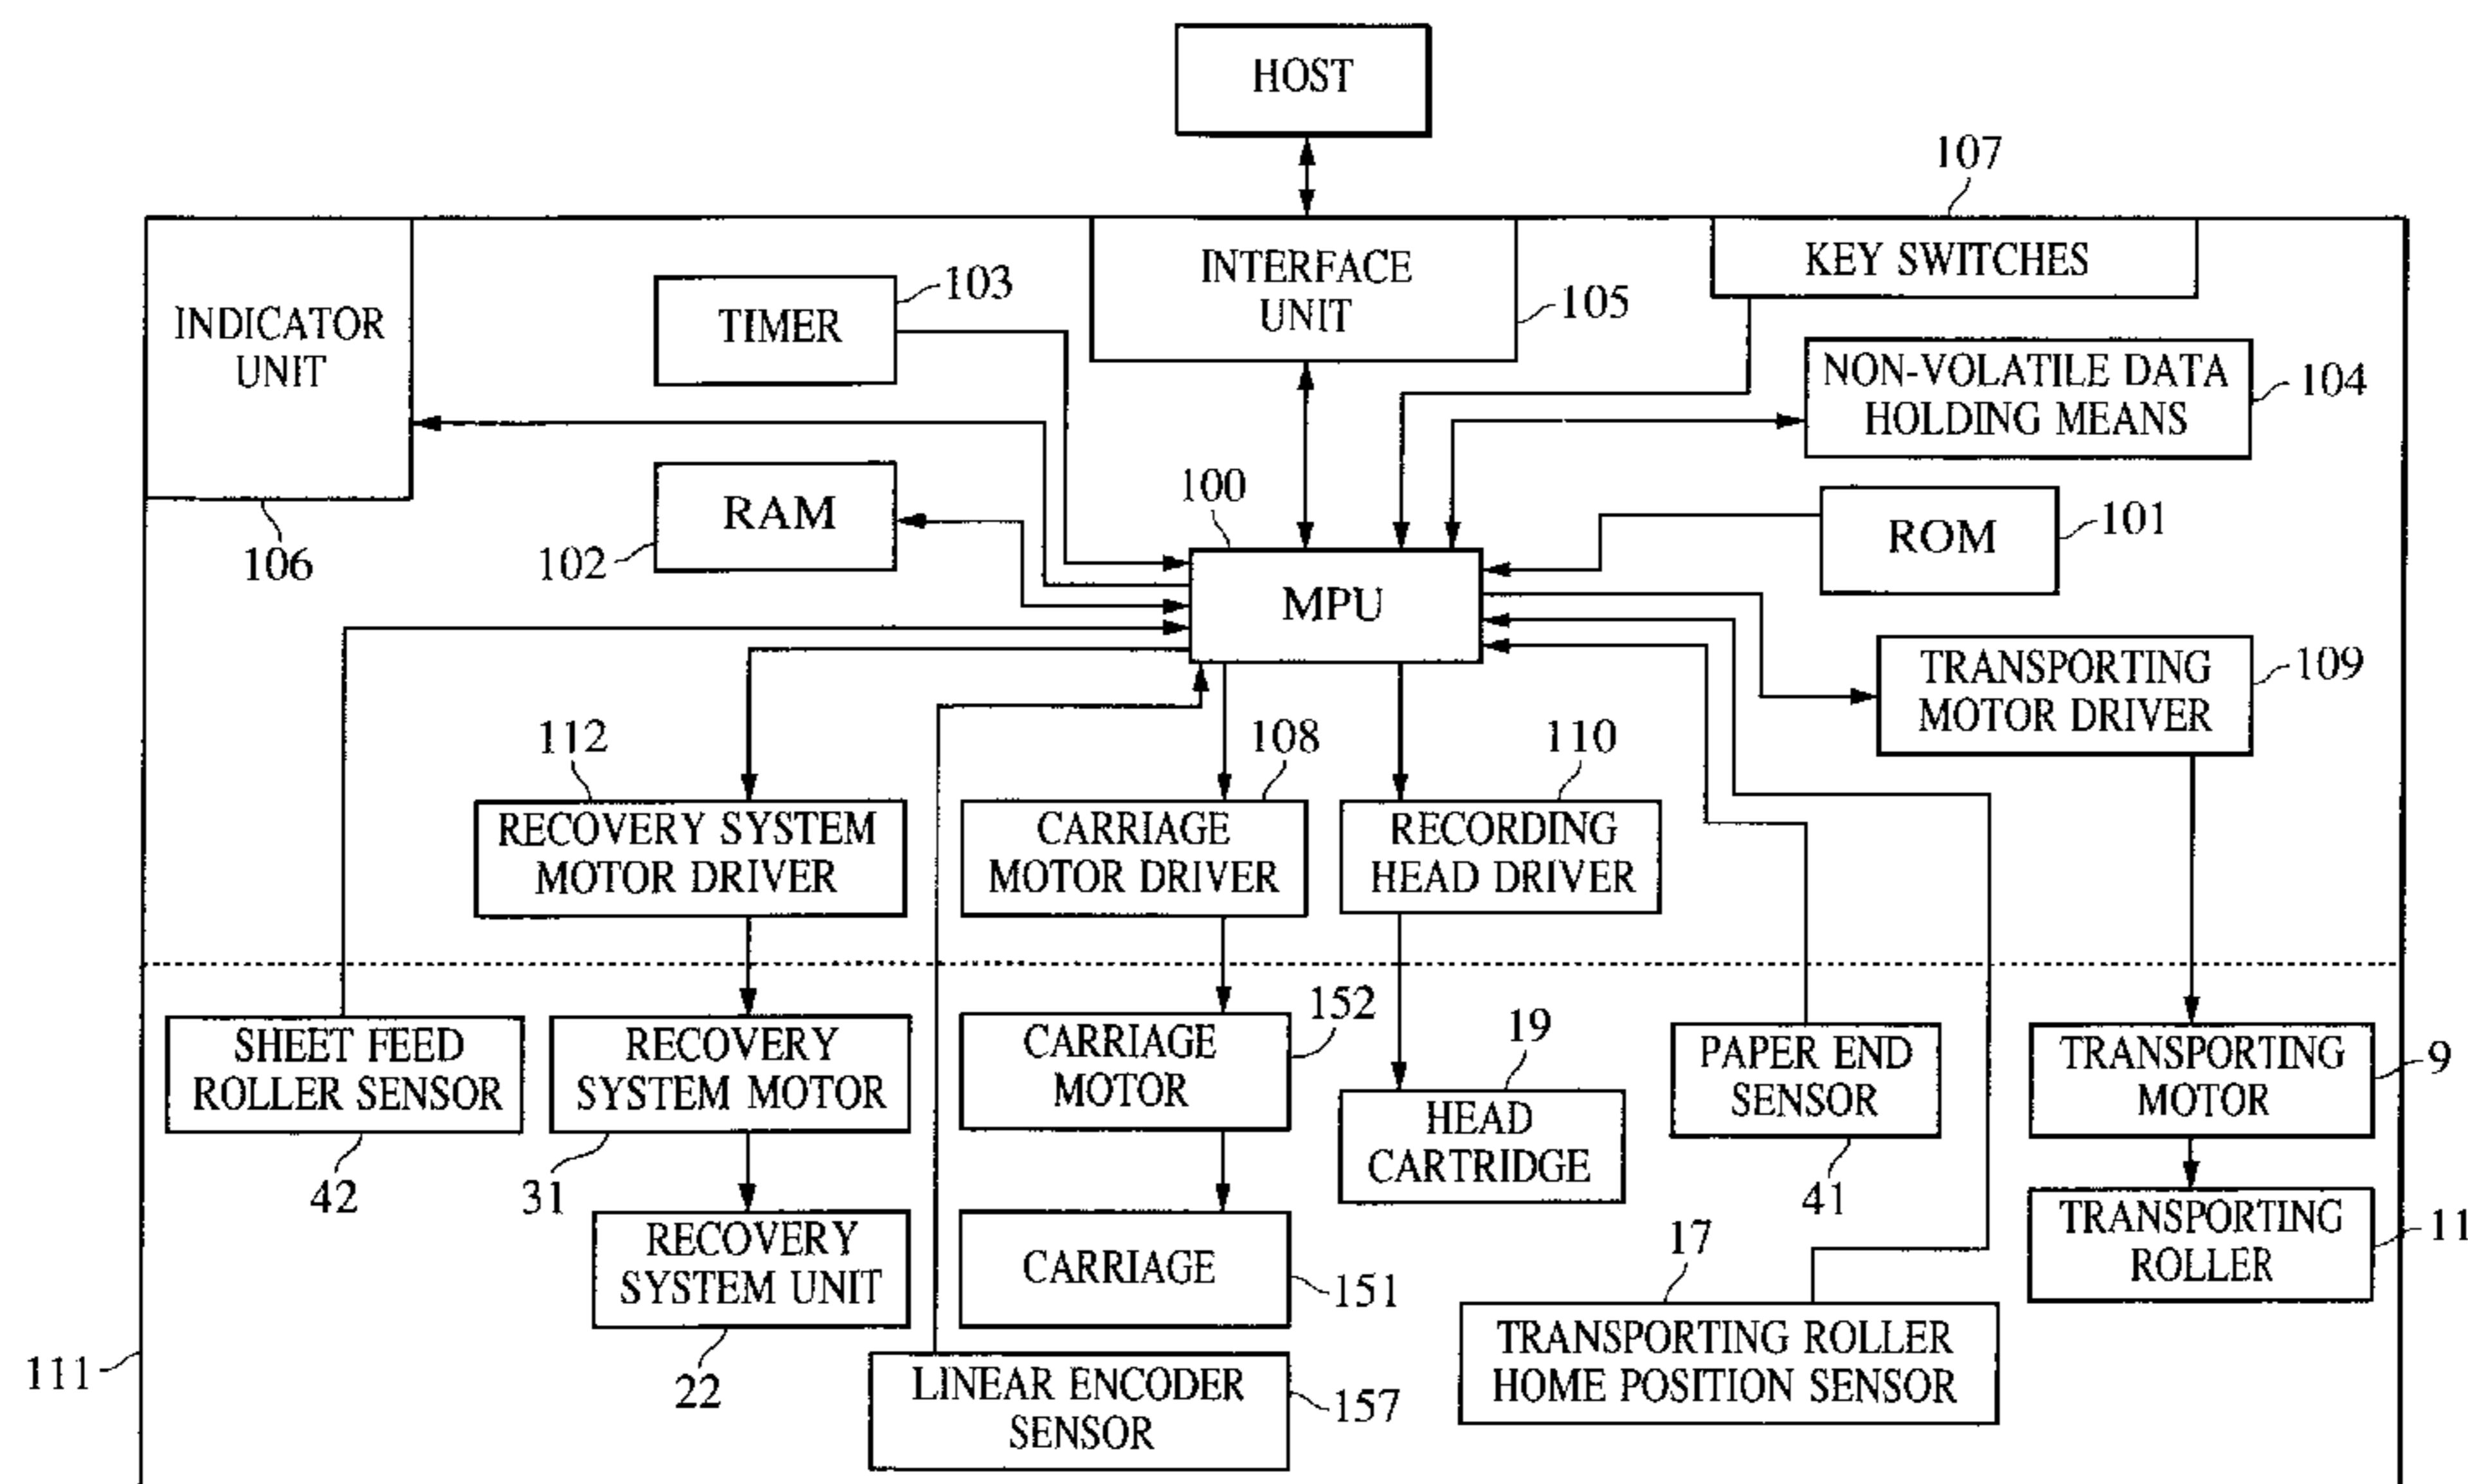 HOST
107
INTERFACE
UNIT
105
KEY SWITCHES
INDICATOR
UNIT
106
TIMER
103
NON-VOLATILE DATA
HOLDING MEANS
104
RAM
102
100
MPU
ROM
101
TRANSPORTING
MOTOR DRIVER
109
112
RECOVERY SYSTEM
MOTOR DRIVER
108
CARRIAGE
MOTOR DRIVER
110
RECORDING
HEAD DRIVER
SHEET FEED
ROLLER SENSOR
42
RECOVERY
SYSTEM MOTOR
31
CARRIAGE
MOTOR
152
19
HEAD
CARTRIDGE
PAPER END
SENSOR
41
TRANSPORTING
MOTOR
9
RECOVERY
SYSTEM UNIT
22
CARRIAGE
151
17
TRANSPORTING ROLLER
HOME POSITION SENSOR
TRANSPORTING
ROLLER
11
111
LINEAR ENCODER
SENSOR
157